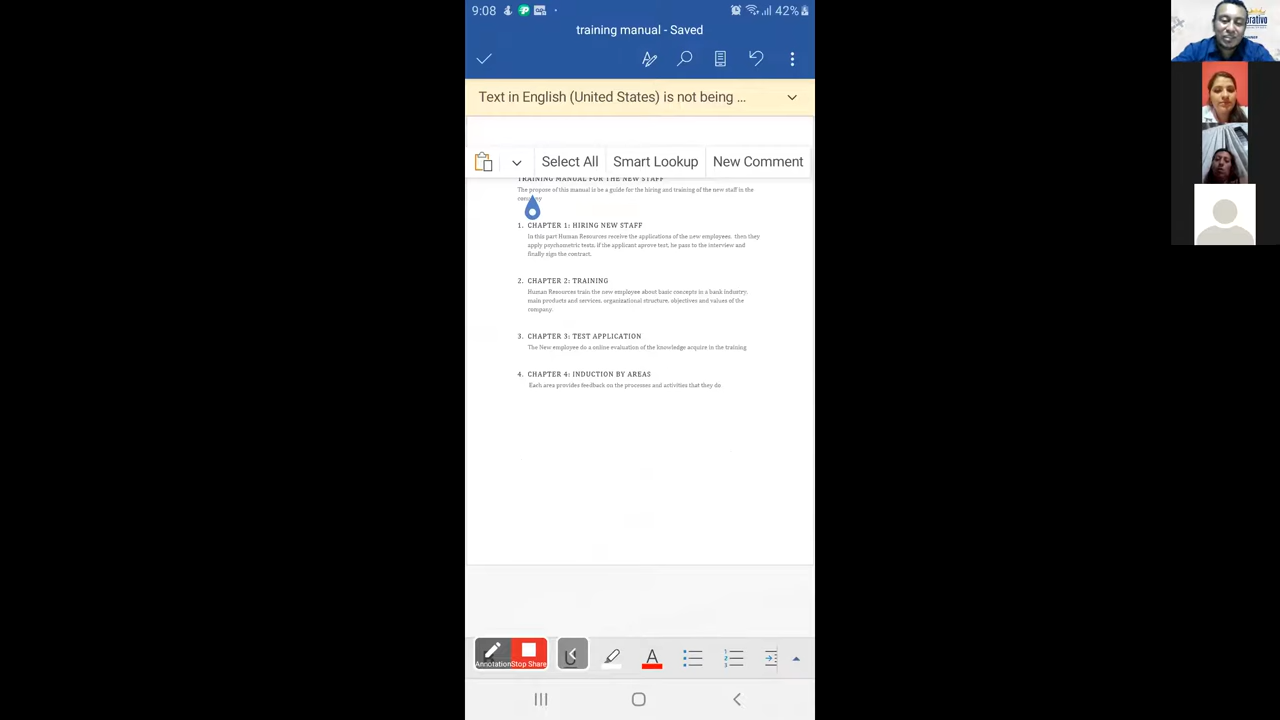 9:08
42%
training manual - Saved
Text in English (United States) is not being ...
Select All
Smart Lookup
New Comment
TRAINING MANUAL FOR THE NEW STAFF
The propose of this manual is be a guide for the hiring and training of the new staff in the
company
1. CHAPTER 1: HIRING NEW STAFF
In this part Human Resources receive the applications of the new employees. then they
apply psychometric tests, if the applicant aprove test, he pass to the interview and
finally sign the contract.
2. CHAPTER 2: TRAINING
Human Resources train the new employee about basic concepts in a bank industry,
main products and services, organizational structure, objectives and values of the
company.
3. CHAPTER 3: TEST APPLICATION
The New employee do a online evaluation of the knowledge acquire in the training
4. CHAPTER 4: INDUCTION BY AREAS
Each area provides feedback on the processes and activities that they do
Annotation
Stop Share
U
A